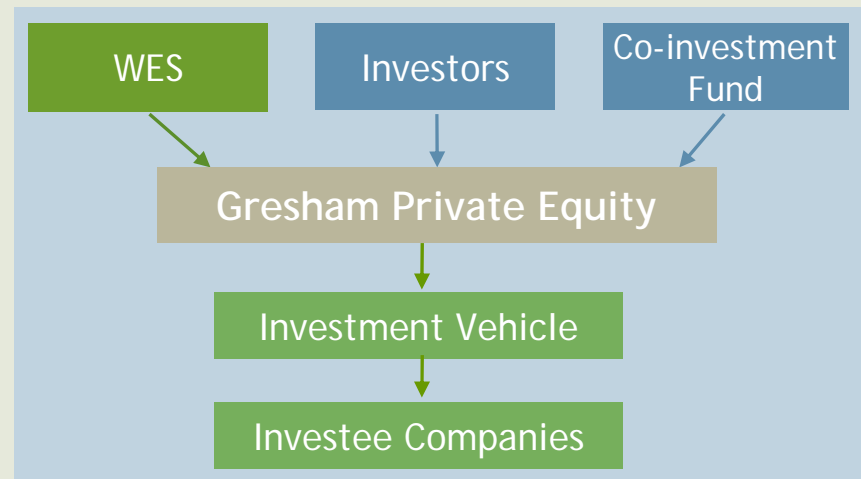 WES
Investors
Co-investment
Fund
Gresham Private Equity
Investment Vehicle
Investee Companies